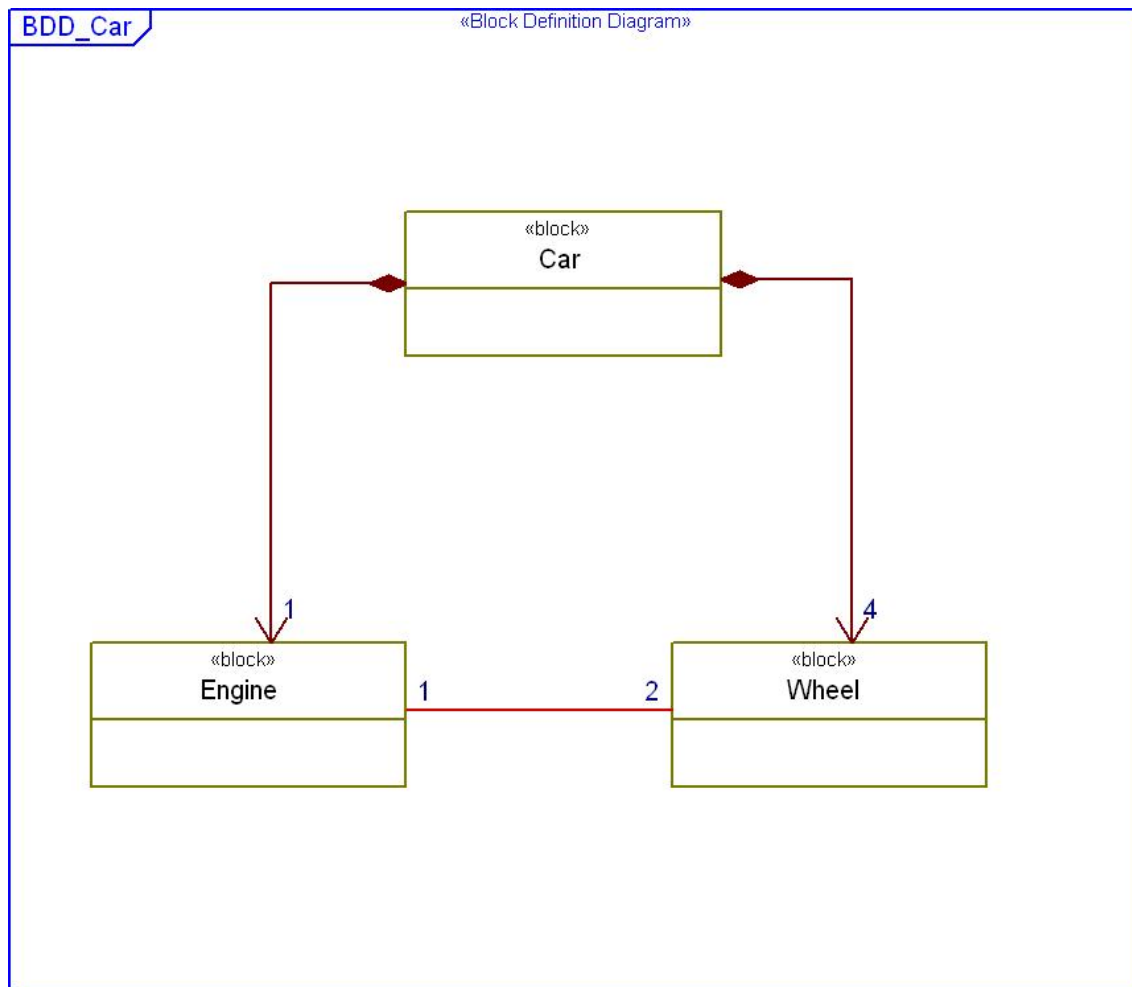 BDD_Car
«Block Definition Diagram»
«block»
Car
1
4
«block»
Engine
«block»
Wheel
1
2